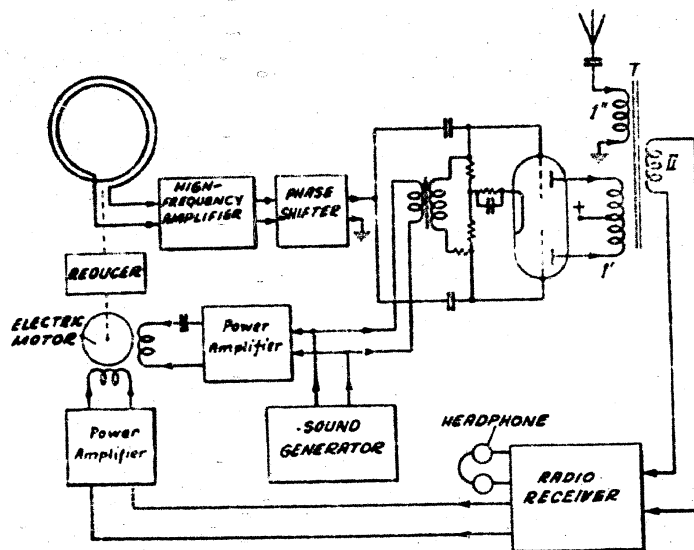 T
I"
II
HIGH-
FREQUENCY
AMPLIFIER
PHASE
SHIFTER
+
I'
REDUCER
ELECTRIC
MOTOR
Power
Amplifier
SOUND
GENERATOR
HEADPHONE
Power
Amplifier
RADIO
RECEIVER